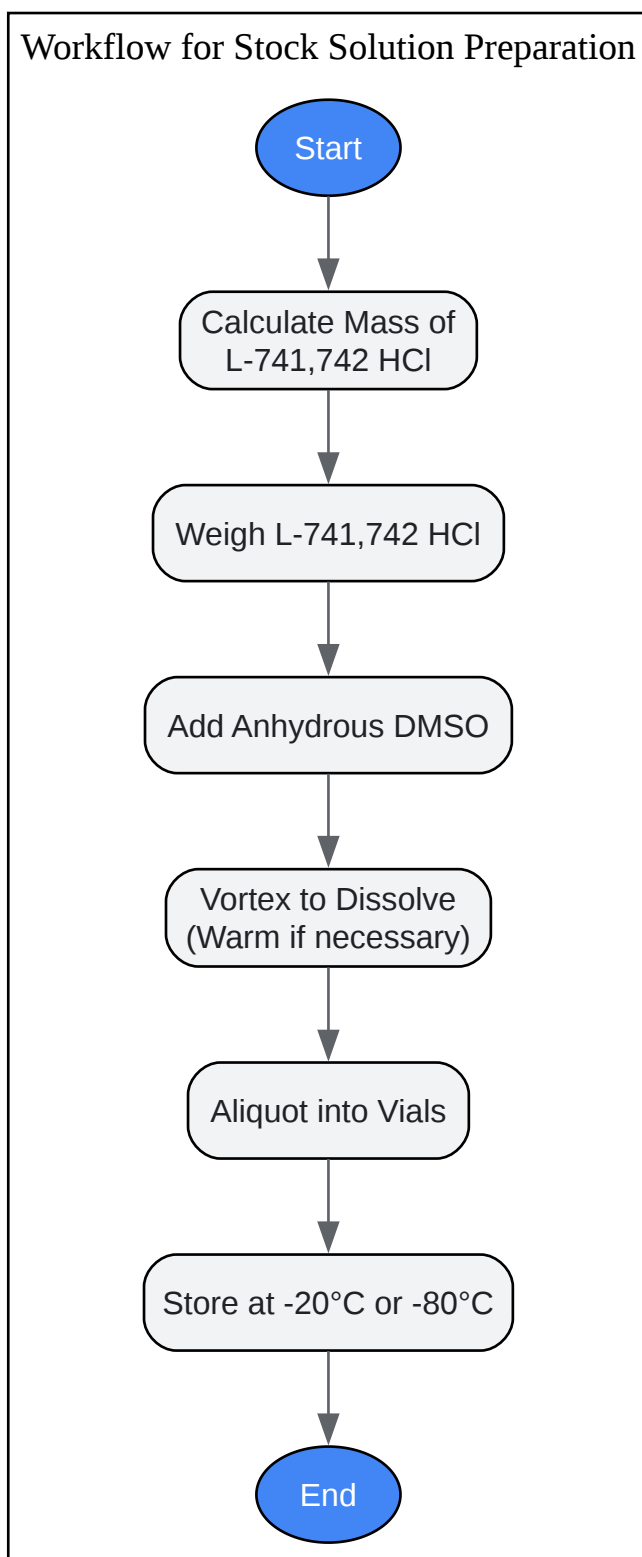 Workflow for Stock Solution Preparation
Start
Calculate Mass of
L-741,742 HCl
Weigh L-741,742 HCl
Add Anhydrous DMSO
Vortex to Dissolve
(Warm if necessary)
Aliquot into Vials
Store at -20°C or -80°C
End